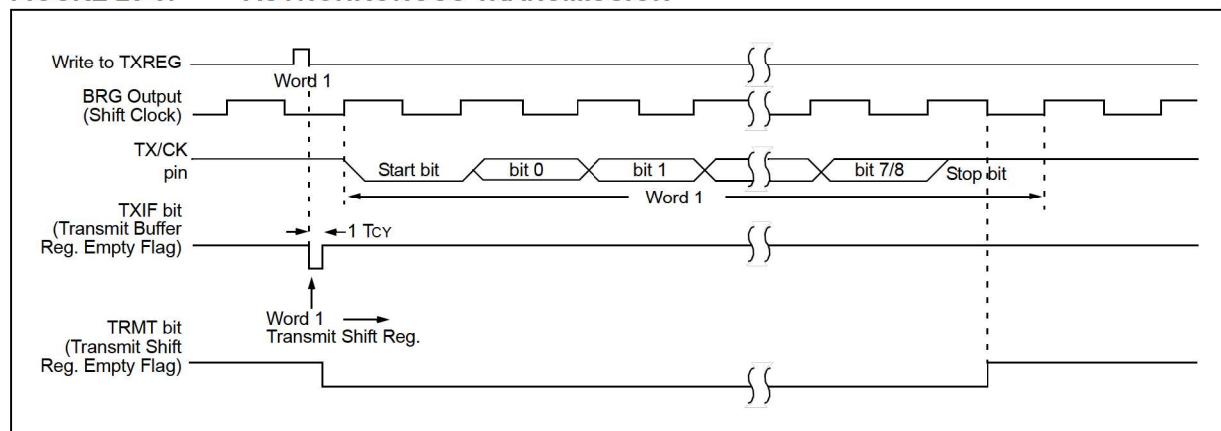 Write to TXREG
Word 1
BRG Output
(Shift Clock)
TX/CK
pin
Start bit
bit 0
bit 1
bit 7/8
Stop bit
Word 1
TXIF bit
(Transmit Buffer
Reg. Empty Flag)
1 TCY
Word 1
Transmit Shift Reg.
TRMT bit
(Transmit Shift
Reg. Empty Flag)